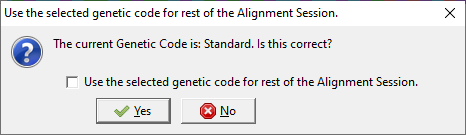 Use the selected genetic code for rest of the Alignment Session.
The current Genetic Code is: Standard. Is this correct?
Use the selected genetic code for rest of the Alignment Session.
Yes
No